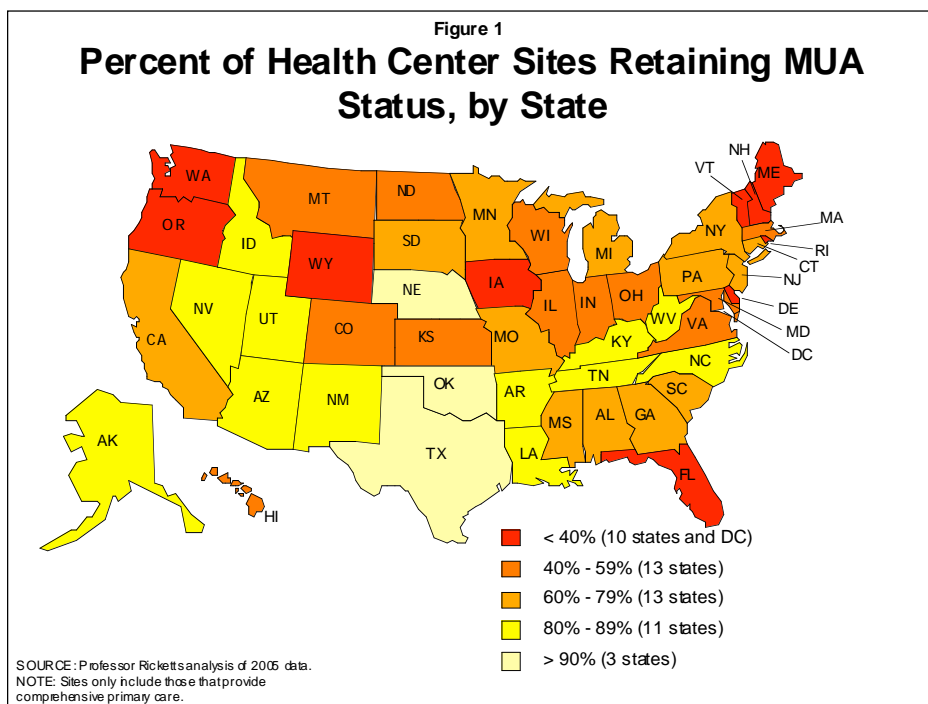 Figure 1
Percent of Health Center Sites Retaining MUA
Status, by State
NH
VT
ME
WA
MT
ND
MN
OR
MA
ID
SD
WI
NY
MI
RI
WY
CT
IA
PA
NJ
NE
OH
NV
IL
IN
DE
UT
WV
CO
VA
MD
CA
KS
MO
KY
DC
NC
TN
OK
AZ
NM
AR
SC
MS
AL
GA
AK
TX
LA
FL
HI
< 40% (10 states and DC)
40% - 59% (13 states)
60% - 79% (13 states)
80% - 89% (11 states)
> 90% (3 states)
SOURCE: Professor Ricketts analysis of 2005 data.
NOTE: Sites only include those that provide
comprehensive primary care.